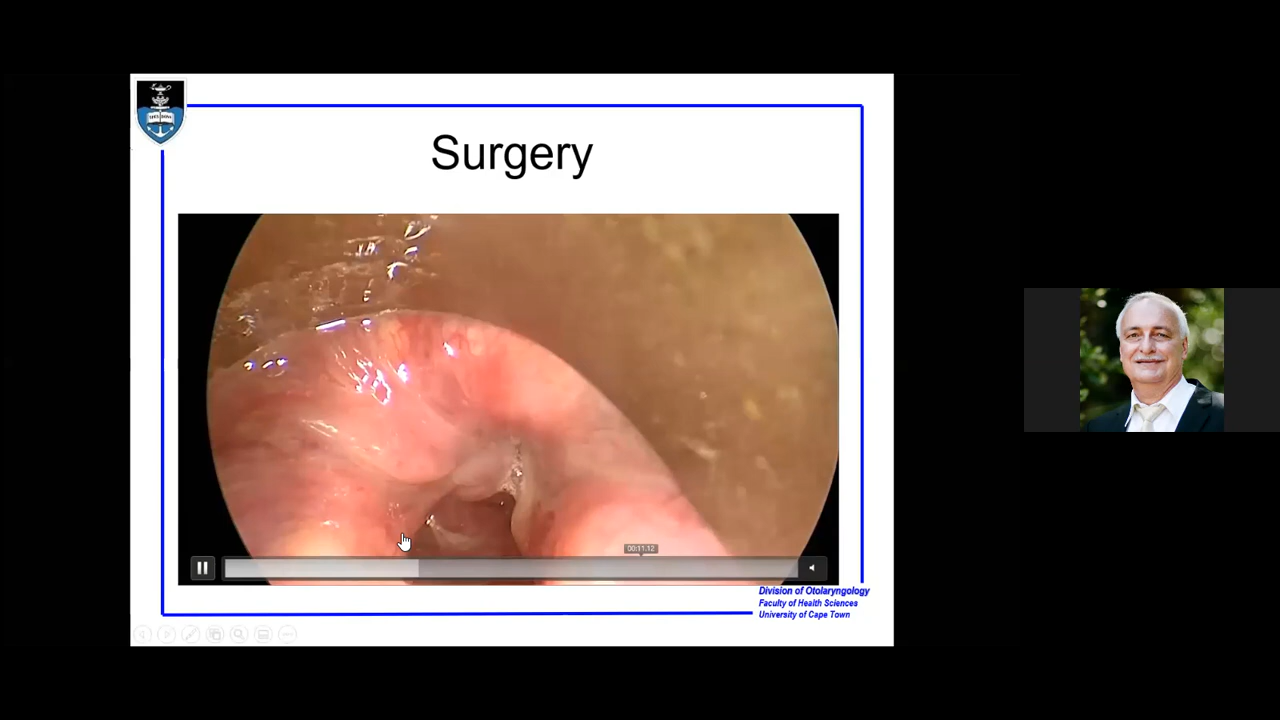 Surgery
00:11.12
Division of Otolaryngology
Faculty of Health Sciences
University of Cape Town